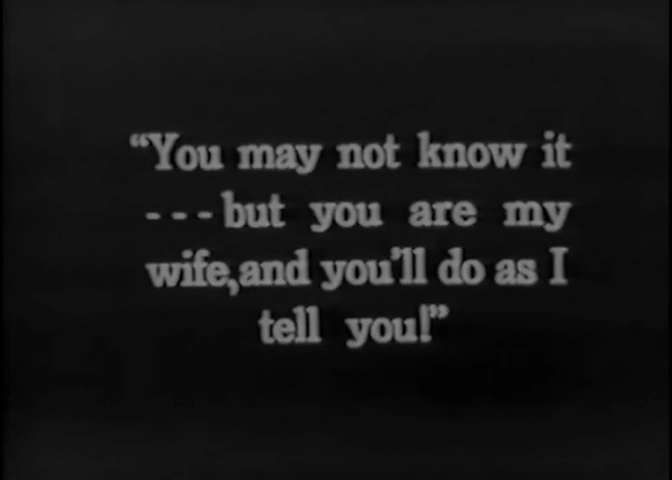 “You may not know it
---but you are my
wife,and you'll do as I
tell you!”